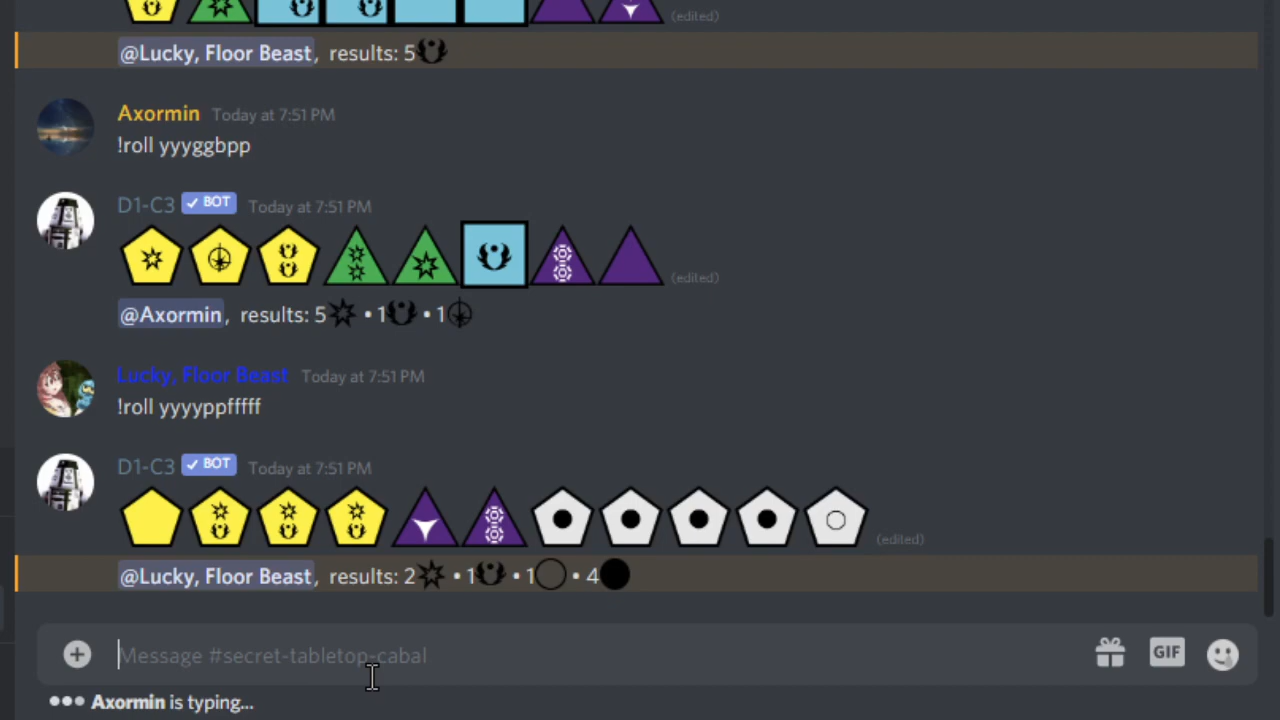 (edited)
@Lucky, Floor Beast, results: 5
Axormin Today at 7:51 PM
!roll yyyggbpp
D1-C3 ✓ BOT Today at 7:51 PM
(edited)
@Axormin, results: 5 • 1 • 1
Lucky, Floor Beast Today at 7:51 PM
!roll yyyyppfffff
D1-C3 ✓ BOT Today at 7:51 PM
(edited)
@Lucky, Floor Beast, results: 2 • 1 • 1 • 4
Message #secret-tabletop-cabal
GIF
Axormin is typing...